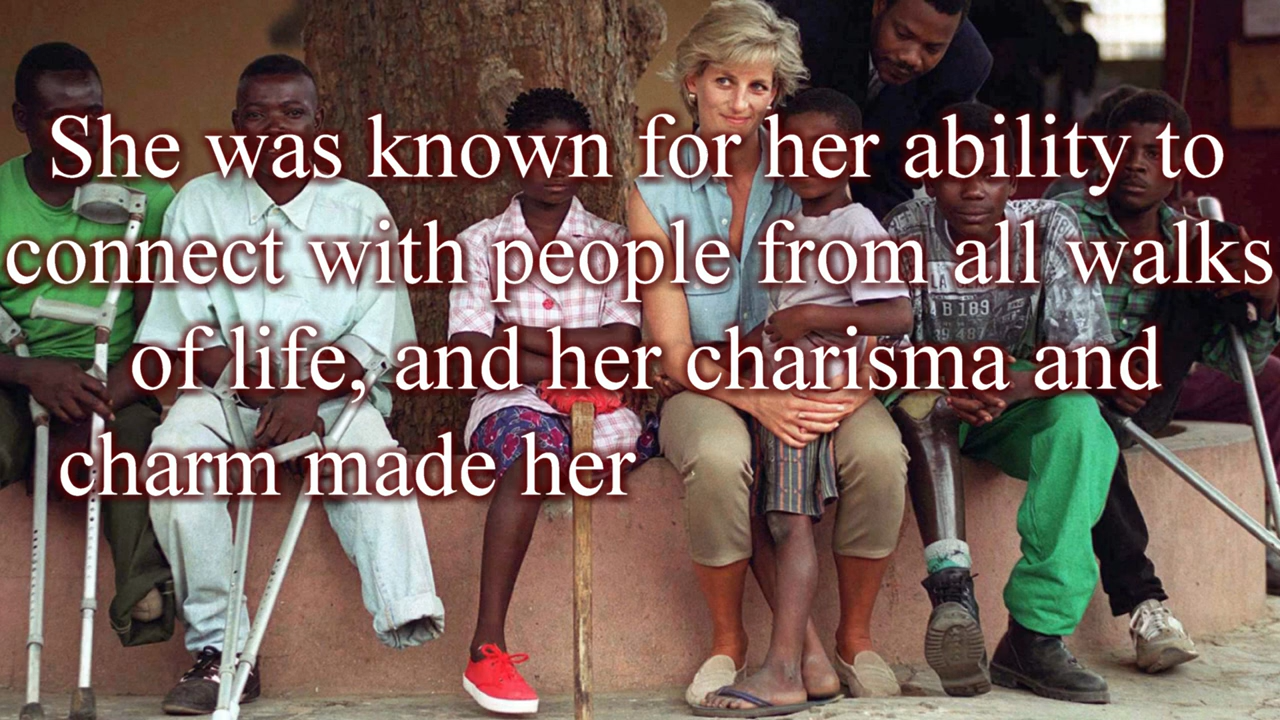 She was known for her ability to
connect with people from all walks
of life, and her charisma and
charm made her
B 189